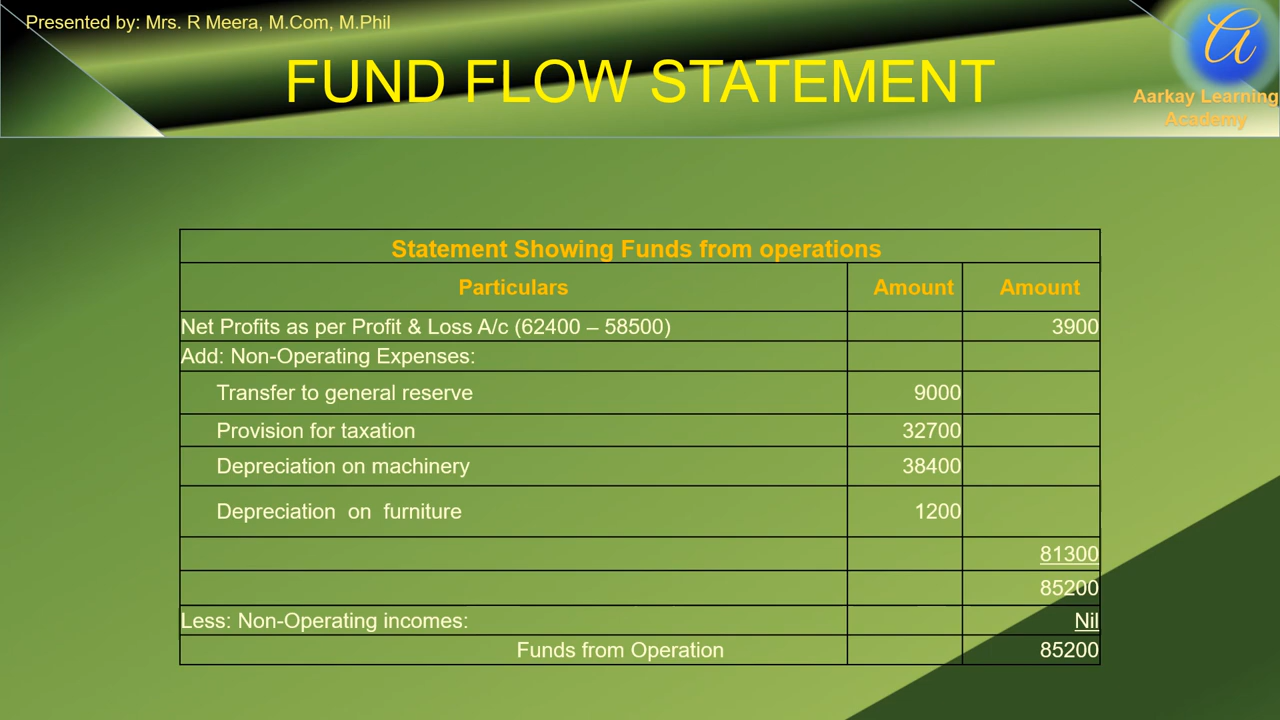 Presented by: Mrs. R Meera, M.Com, M.Phil
FUND FLOW STATEMENT
a
Aarkay Learning
Academy
Statement Showing Funds from operations
Particulars Amount Amount
Net Profits as per Profit & Loss A/c (62400 – 58500) 3900
Add: Non-Operating Expenses:
Transfer to general reserve 9000
Provision for taxation 32700
Depreciation on machinery 38400
Depreciation on furniture 1200
81300
85200
Less: Non-Operating incomes: Nil
Funds from Operation 85200